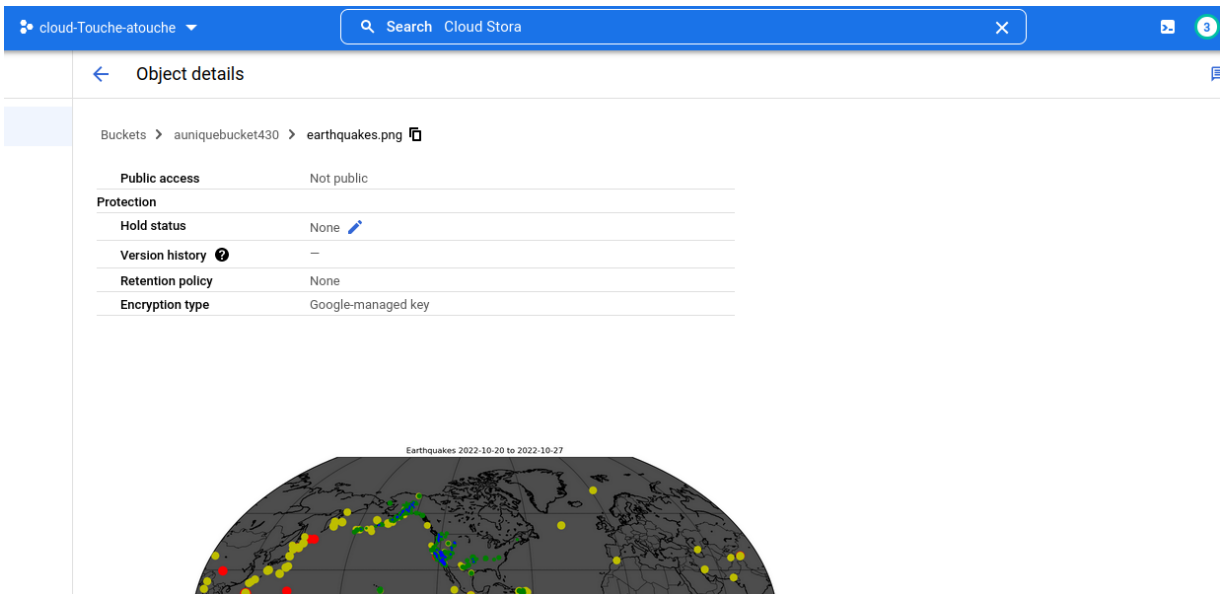 cloud-Touche-atouche
Search Cloud Stora
3
Object details
Buckets > auniquebucket430 > earthquakes.png
Public access Not public
Protection
Hold status None
Version history ? —
Retention policy None
Encryption type Google-managed key
Earthquakes 2022-10-20 to 2022-10-27